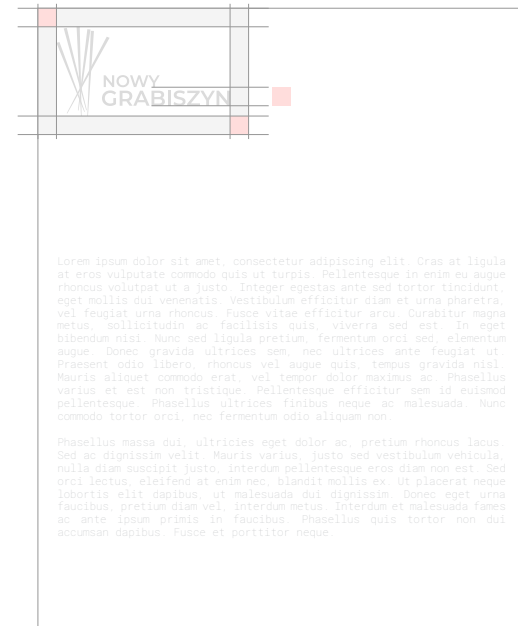 NOWY
GRABISZYN
Lorem ipsum dolor sit amet, consectetur adipiscing elit. Cras at ligula
at eros vulputate commodo quis ut turpis. Pellentesque in enim eu augue
rhoncus volutpat ut a justo. Integer egestas ante sed tortor tincidunt,
eget mollis dui venenatis. Vestibulum efficitur diam et urna pharetra,
vel feugiat urna rhoncus. Fusce vitae efficitur arcu. Curabitur magna
metus, sollicitudin ac facilisis quis, viverra sed est. In eget
bibendum nisi. Nunc sed ligula pretium, fermentum orci sed, elementum
augue. Donec gravida ultrices sem, nec ultrices ante feugiat ut.
Praesent odio libero, rhoncus vel augue quis, tempus gravida nisl.
Mauris aliquet commodo erat, vel tempor dolor maximus ac. Phasellus
varius et est non tristique. Pellentesque efficitur sem id euismod
pellentesque. Phasellus ultrices finibus neque ac malesuada. Nunc
commodo tortor orci, nec fermentum odio aliquam non.
Phasellus massa dui, ultricies eget dolor ac, pretium rhoncus lacus.
Sed ac dignissim velit. Mauris varius, justo sed vestibulum vehicula,
nulla diam suscipit justo, interdum pellentesque eros diam non est. Sed
orci lectus, eleifend at enim nec, blandit mollis ex. Ut placerat neque
lobortis elit dapibus, ut malesuada dui dignissim. Donec eget urna
faucibus, pretium diam vel, interdum metus. Interdum et malesuada fames
ac ante ipsum primis in faucibus. Phasellus quis tortor non dui
accumsan dapibus. Fusce et porttitor neque.